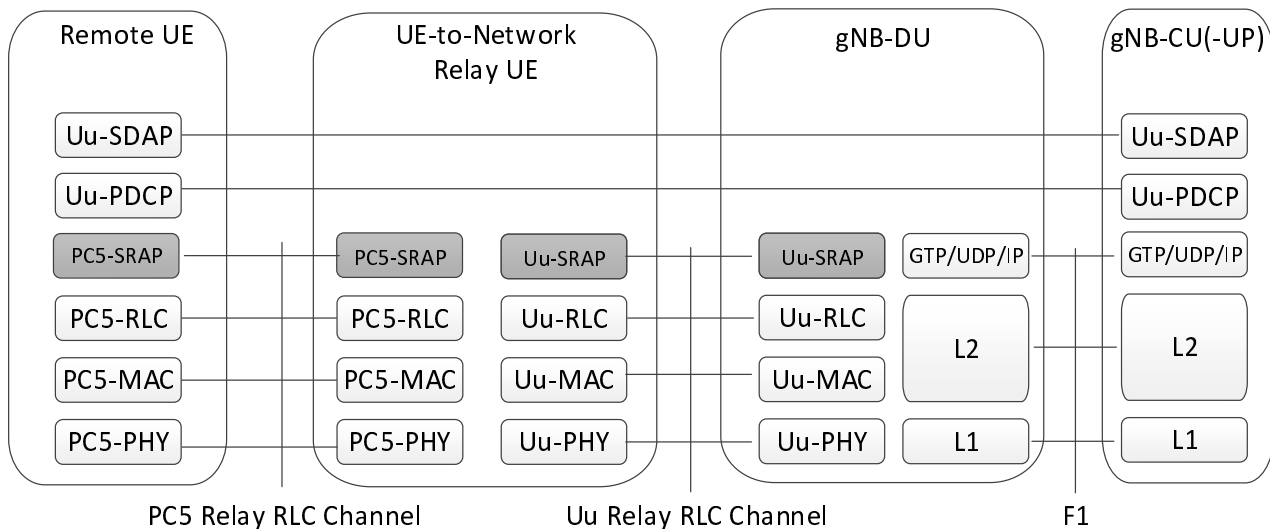 Remote UE
UE-to-Network
Relay UE
gNB-DU
gNB-CU(-UP)
Uu-SDAP
Uu-SDAP
Uu-PDCP
Uu-PDCP
PC5-SRAP
PC5-SRAP
Uu-SRAP
Uu-SRAP
GTP/UDP/IP
GTP/UDP/IP
PC5-RLC
PC5-RLC
Uu-RLC
Uu-RLC
L2
L2
PC5-MAC
PC5-MAC
Uu-MAC
Uu-MAC
PC5-PHY
PC5-PHY
Uu-PHY
Uu-PHY
L1
L1
PC5 Relay RLC Channel
Uu Relay RLC Channel
F1